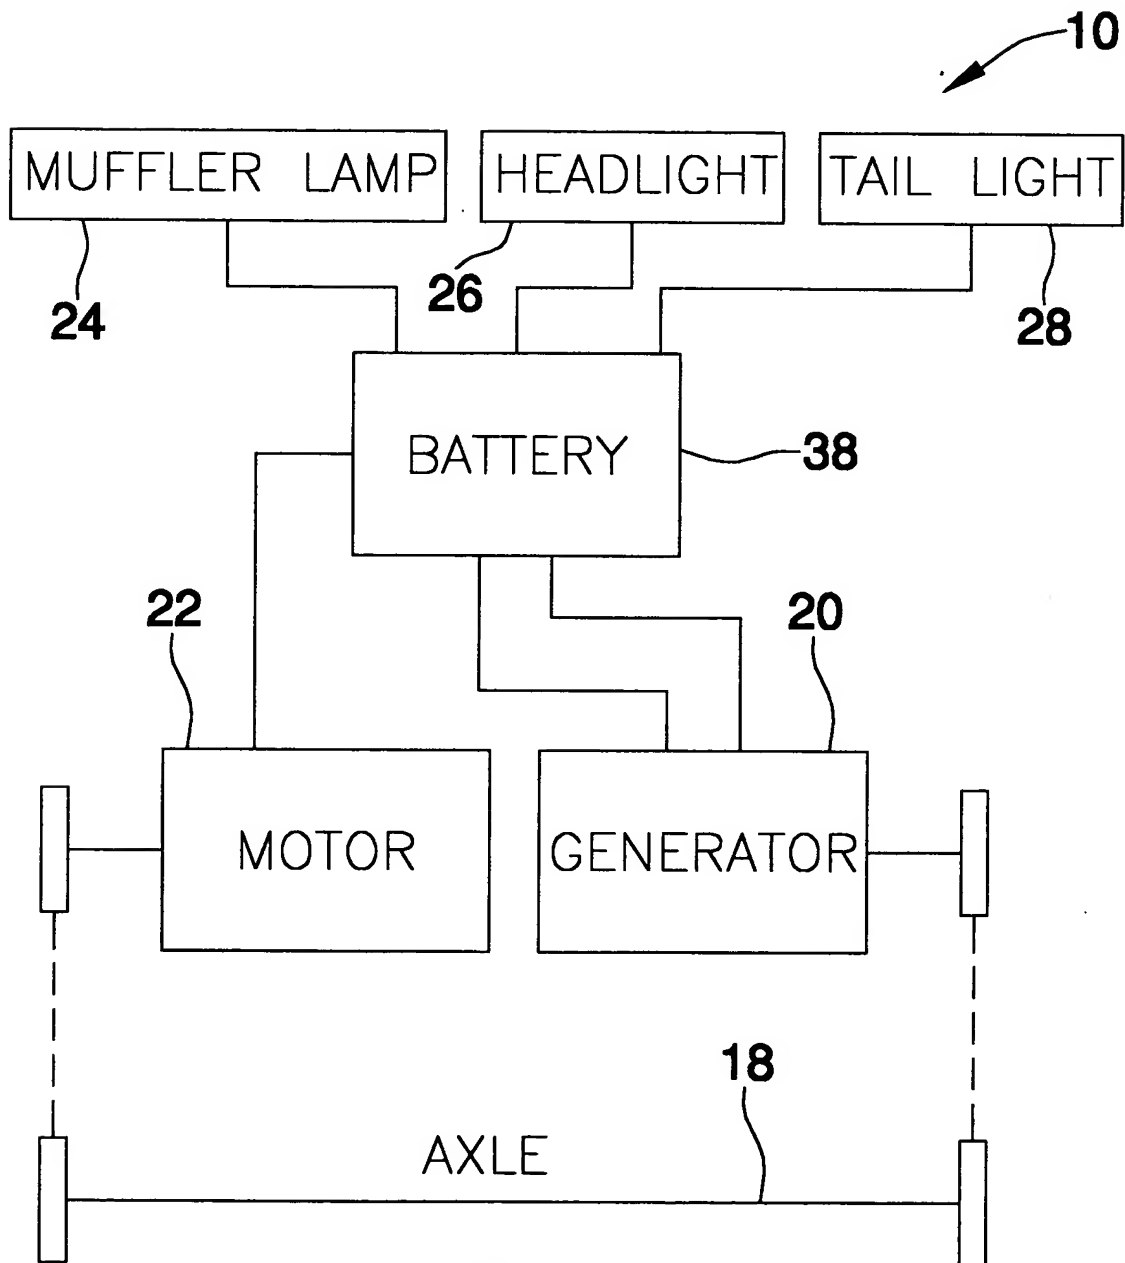 10
MUFFLER LAMP
HEADLIGHT
TAIL LIGHT
24
26
28
BATTERY
38
22
20
MOTOR
GENERATOR
18
AXLE